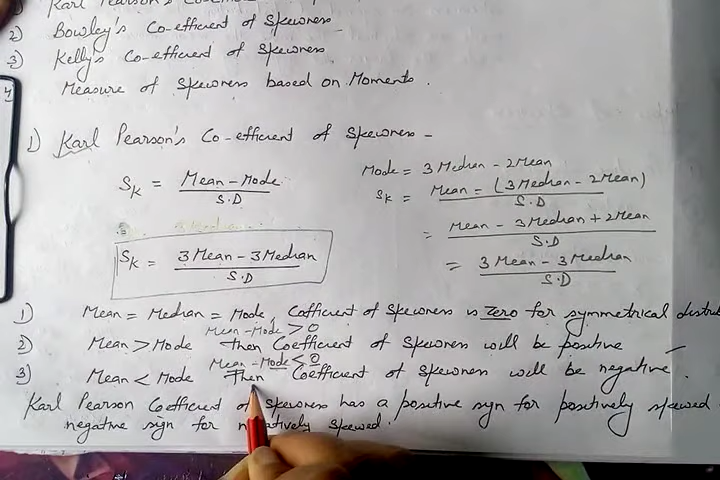 Karl Pearson's
2) Bowley's Co-efficient of Skewness
3) Kelly's Co-efficient of Skewness
4 Measure of Skewness based on Moments.
1) Karl Pearson's Co-efficient of Skewness -
Sk = Mean - Mode / S.D
Mode = 3 Median - 2 Mean
Sk = Mean = (3 Median - 2 Mean) / S.D
= Mean - 3 Median + 2 Mean / S.D
Sk = 3 Mean - 3 Median / S.D
= 3 Mean - 3 Median / S.D
1) Mean = Median = Mode, Cofficient of Skewness is zero for symmetrical distrib
Mean - Mode > 0
2) Mean > Mode then Coefficient of Skewness will be positive
Mean - Mode < 0
3) Mean < Mode Then Coefficient of Skewness will be negative.
Karl Pearson Coefficient of Skewness has a positive sign for positively skewed
negative sign for skewed.